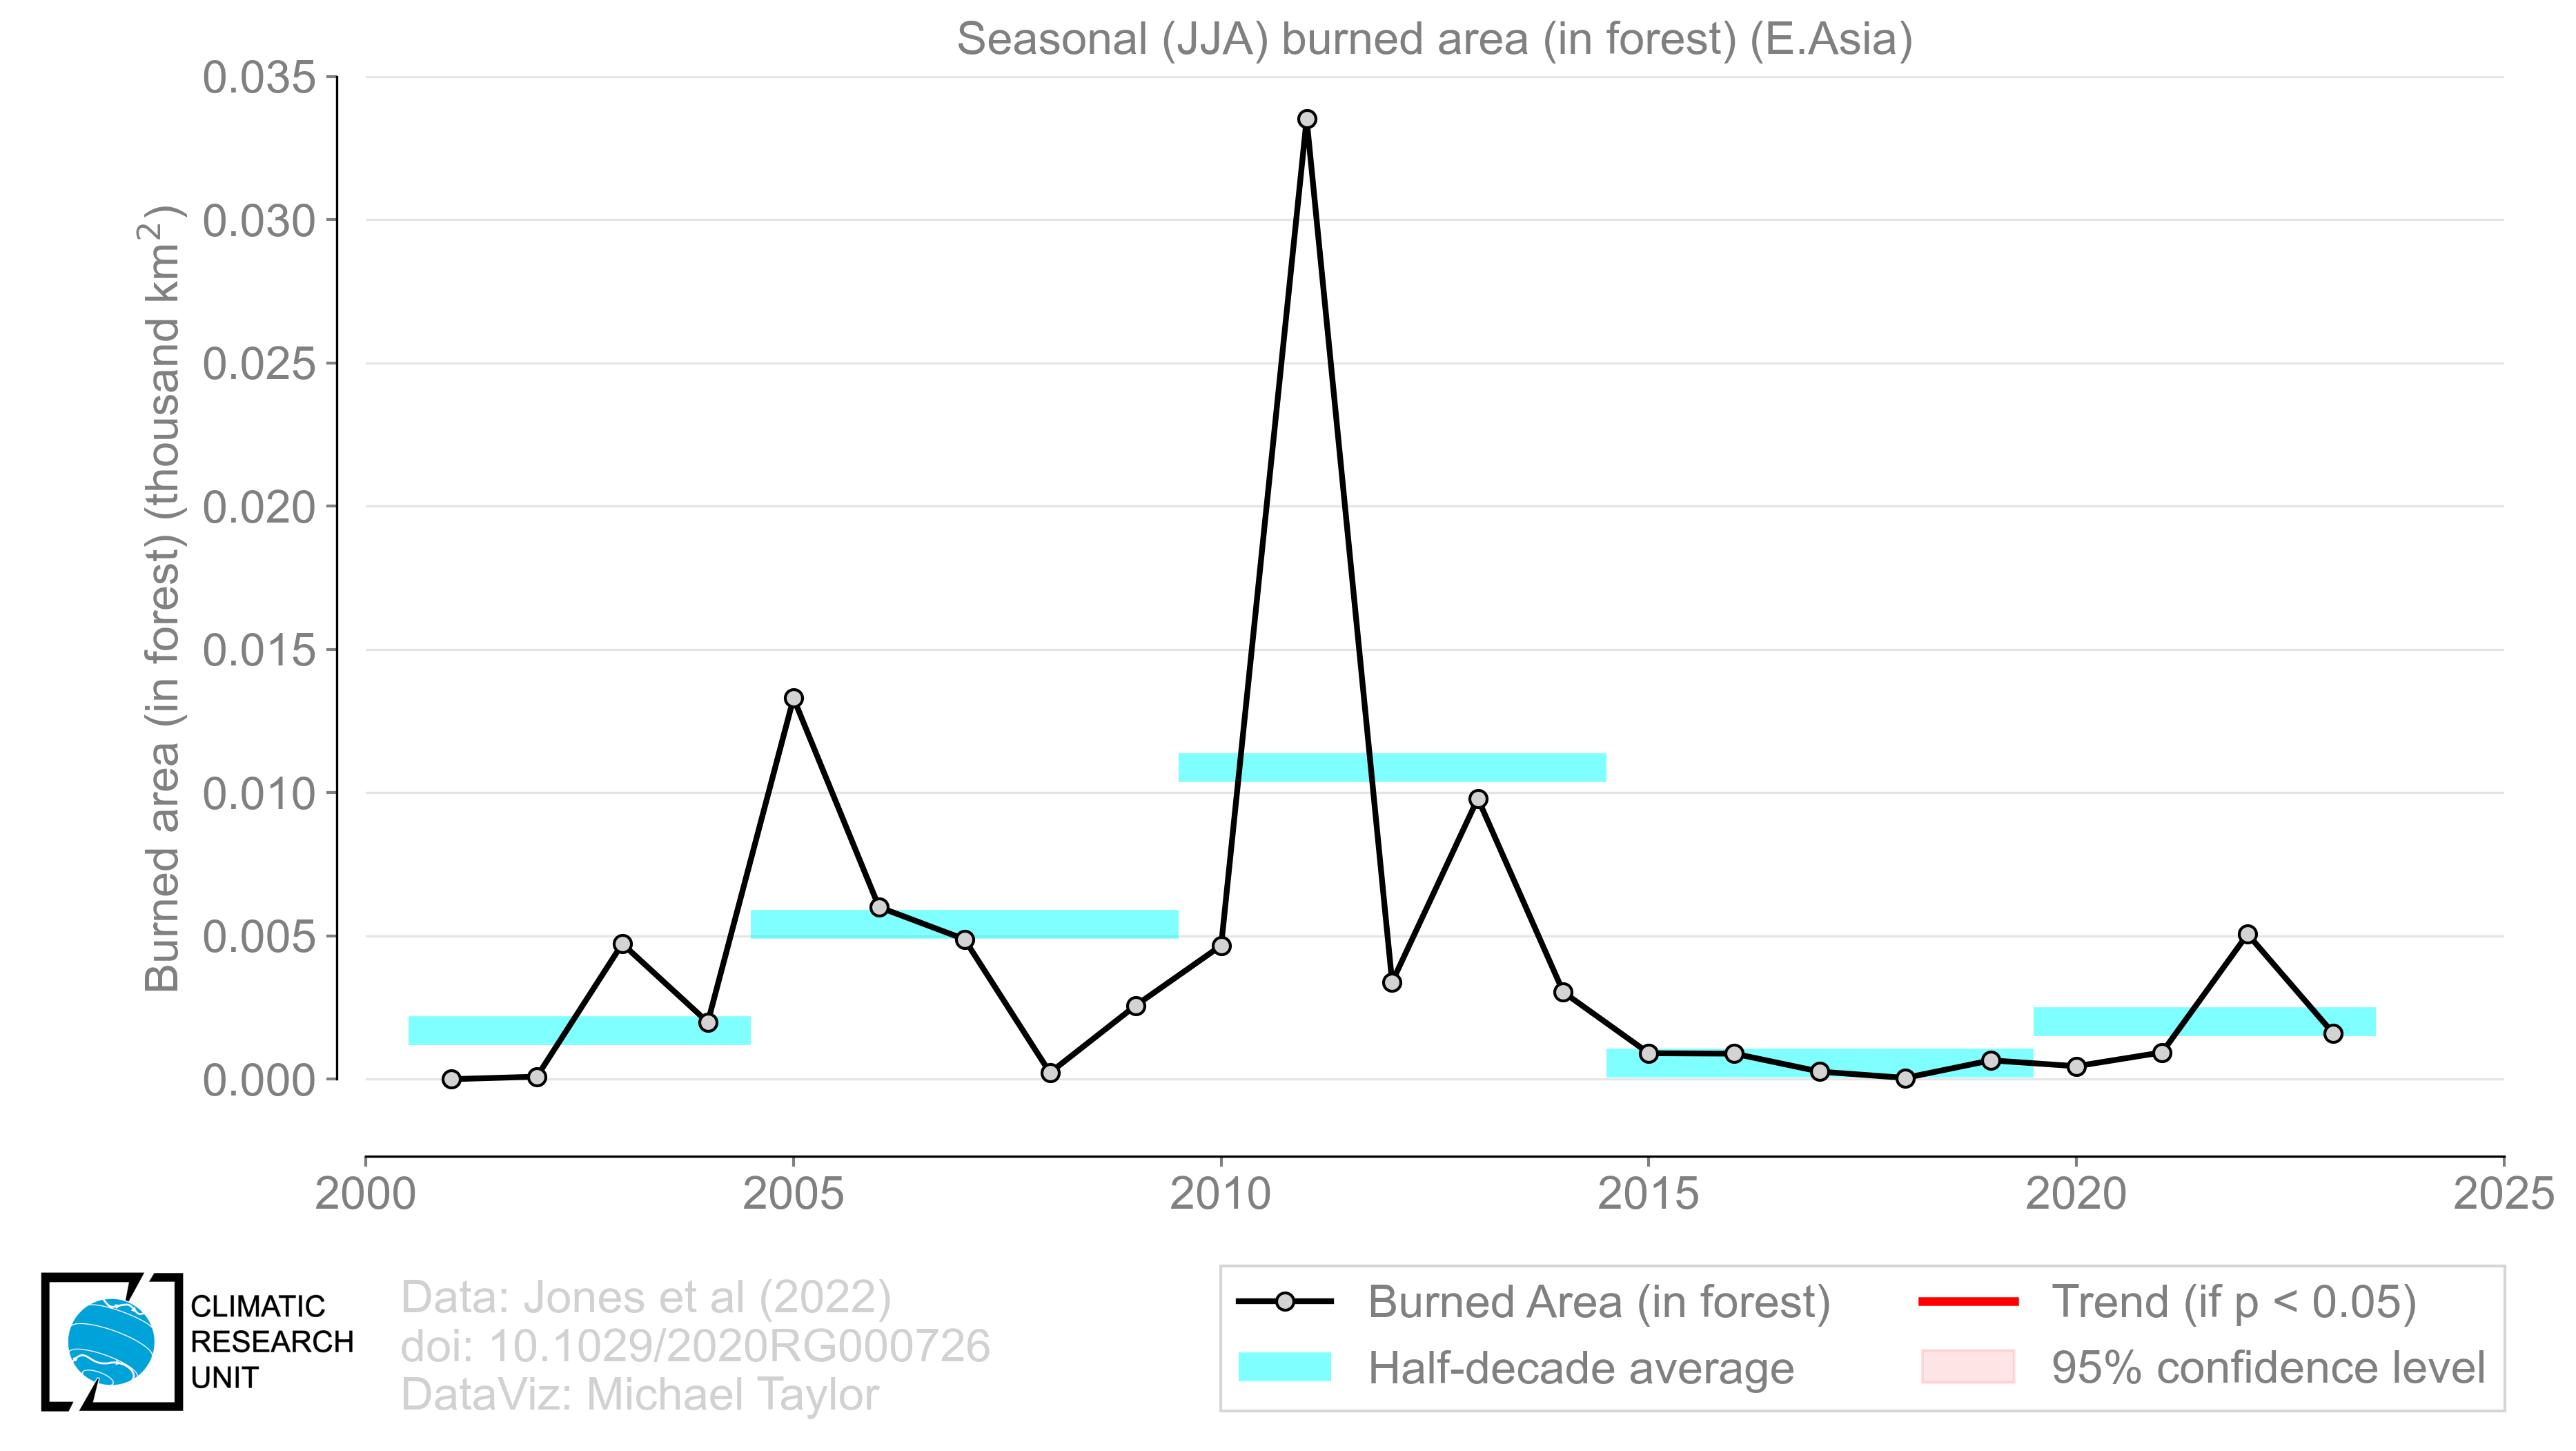 Seasonal (JJA) burned area (in forest) (E.Asia)
Burned area (in forest) (thousand km²)
0.035
0.030
0.025
0.020
0.015
0.010
0.005
0.000
2000 2005 2010 2015 2020 2025
CLIMATIC
RESEARCH
UNIT
Data: Jones et al (2022)
doi: 10.1029/2020RG000726
DataViz: Michael Taylor
Burned Area (in forest)
Half-decade average
Trend (if p < 0.05)
95% confidence level